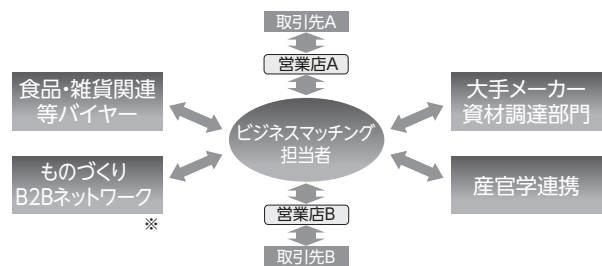 取引先A
営業店A
食品・雑貨関連
等バイヤー
大手メーカー
資材調達部門
ビジネスマッチング
担当者
ものづくり
B2Bネットワーク
※
産官学連携
営業店B
取引先B